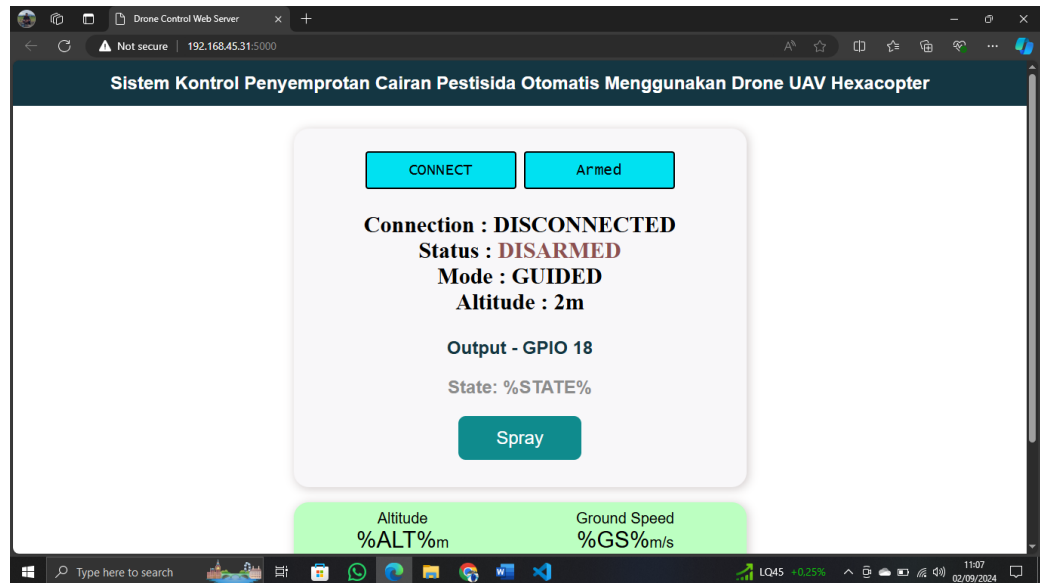 Drone Control Web Server
Not secure | 192.168.45.31:5000
Sistem Kontrol Penyemprotan Cairan Pestisida Otomatis Menggunakan Drone UAV Hexacopter
CONNECT Armed
Connection : DISCONNECTED
Status : DISARMED
Mode : GUIDED
Altitude : 2m
Output - GPIO 18
State: %STATE%
Spray
Altitude Ground Speed
%ALT%m %GS%m/s
Type here to search LQ45 +0,25% 11:07
02/09/2024